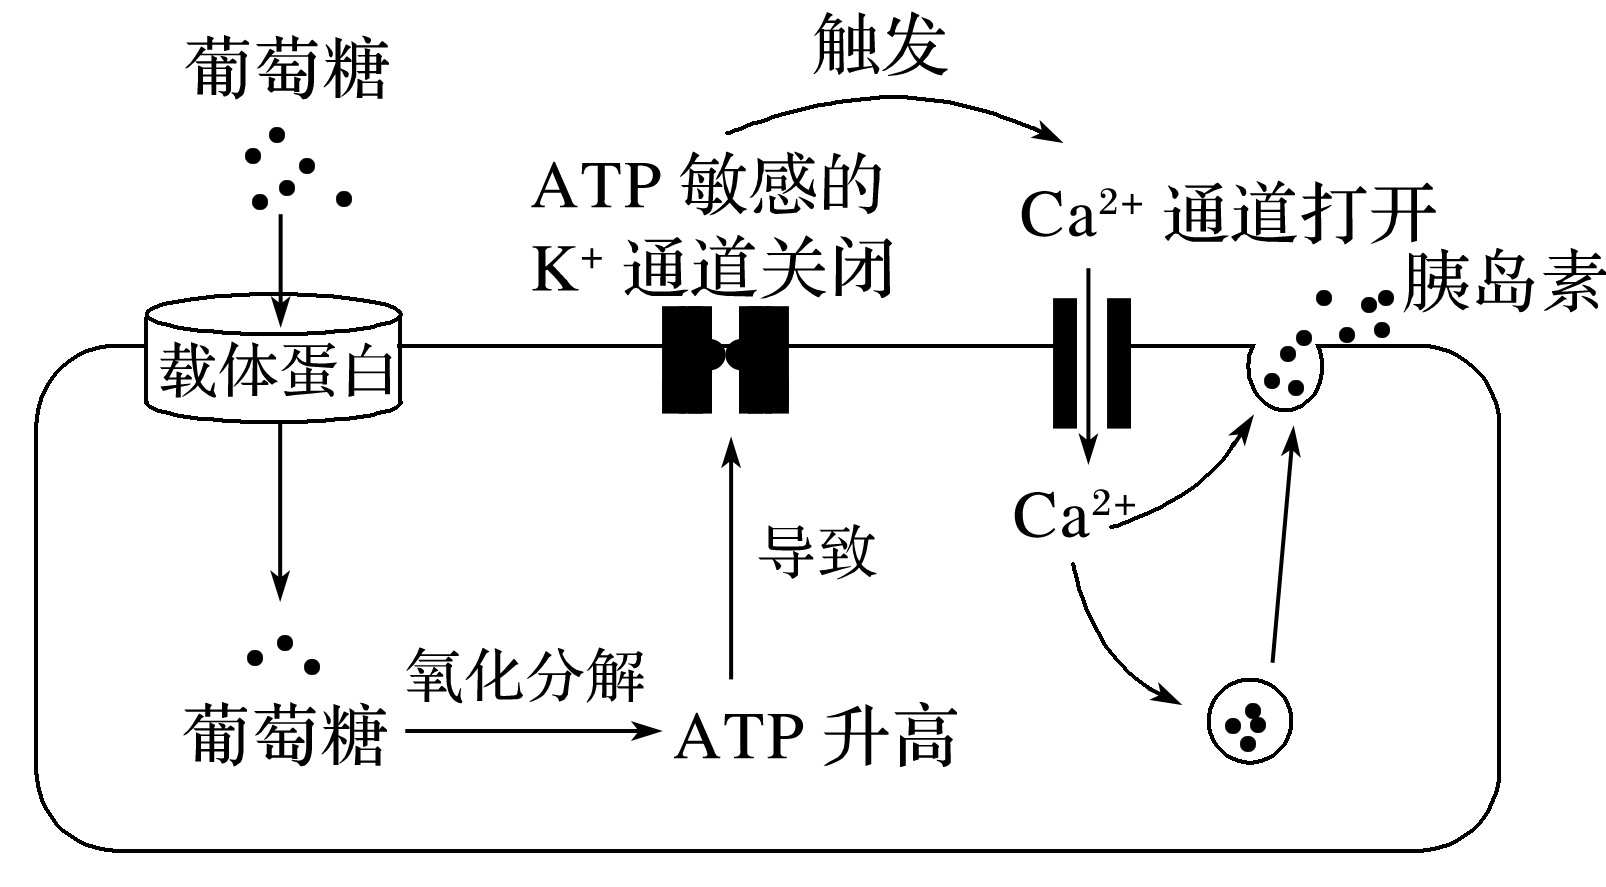 葡萄糖
触发
ATP 敏感的
K⁺ 通道关闭
Ca²⁺ 通道打开
胰岛素
载体蛋白
Ca²⁺
导致
氧化分解
葡萄糖
ATP 升高